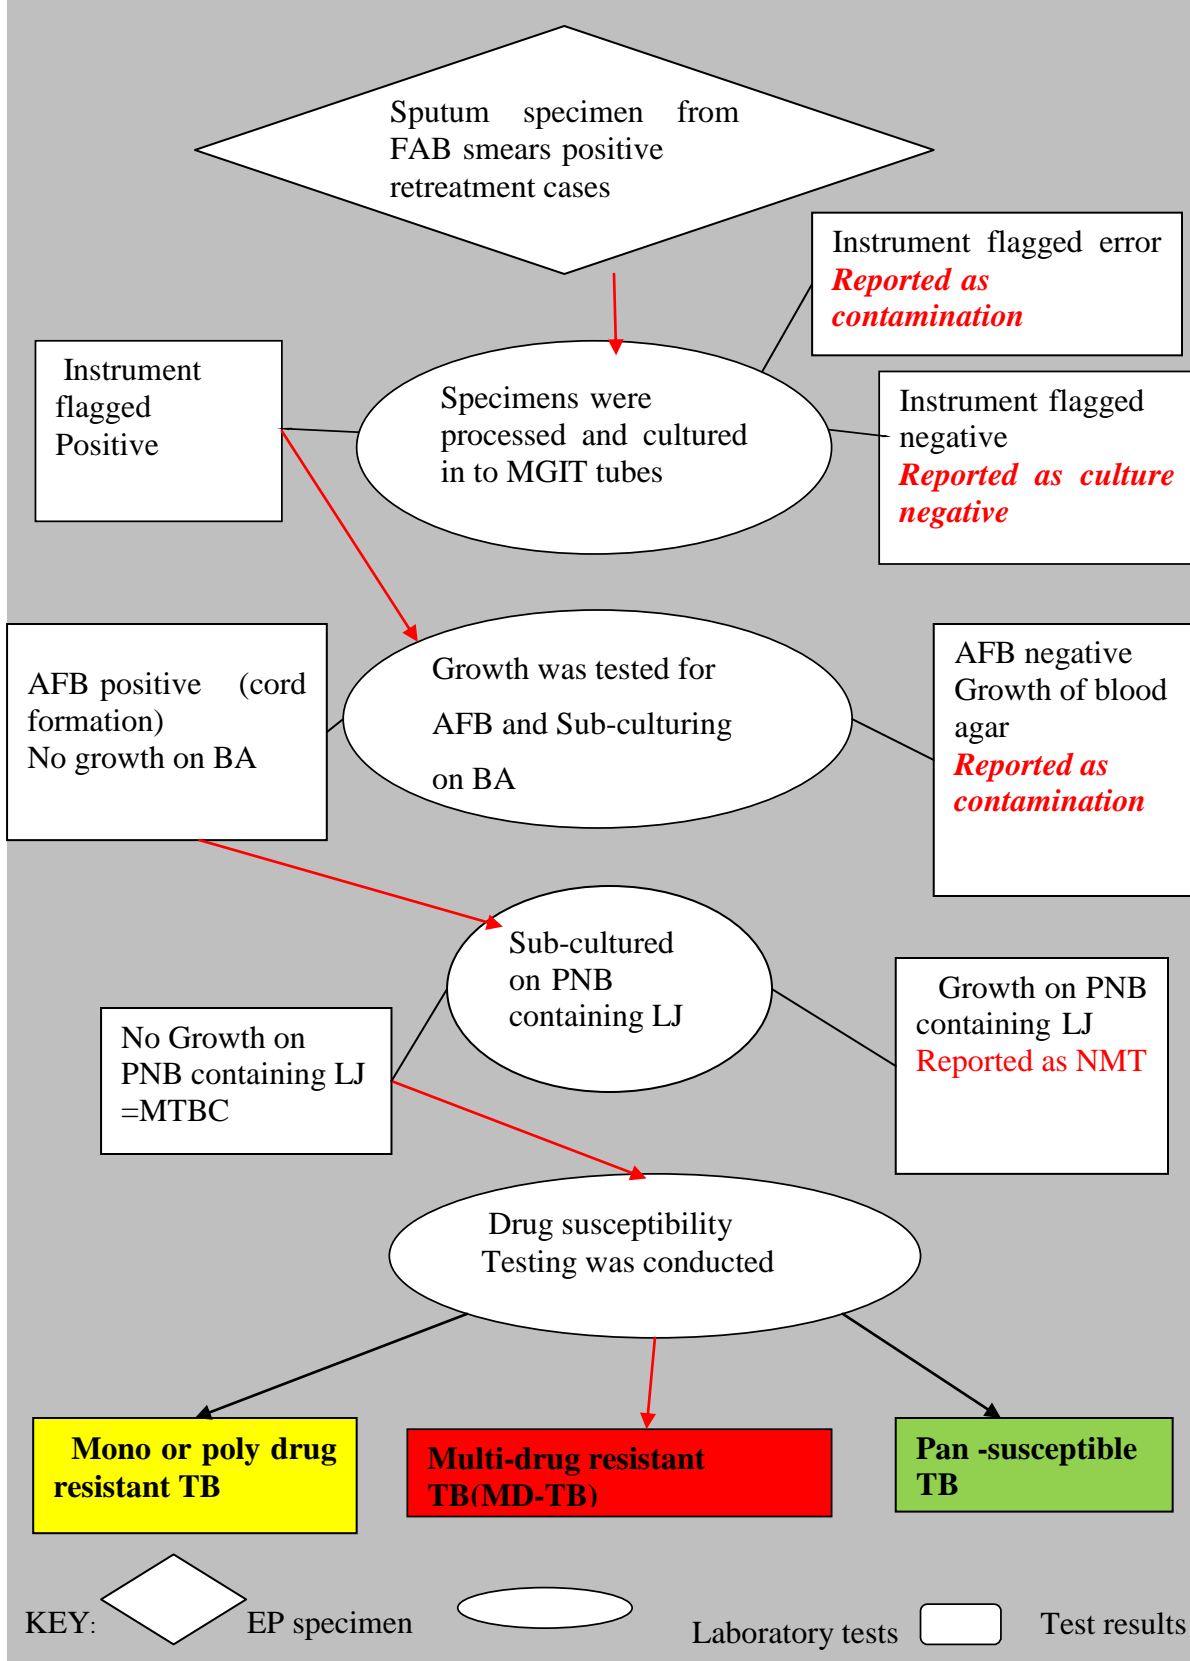 Sputum specimen from
FAB smears positive
retreatment cases
Instrument flagged error
Reported as
contamination
Instrument
flagged
Positive
Specimens were
processed and cultured
in to MGIT tubes
Instrument flagged
negative
Reported as culture
negative
AFB positive (cord
formation)
No growth on BA
Growth was tested for
AFB and Sub-culturing
on BA
AFB negative
Growth of blood
agar
Reported as
contamination
Sub-cultured
on PNB
containing LJ
No Growth on
PNB containing LJ
=MTBC
Growth on PNB
containing LJ
Reported as NMT
Drug susceptibility
Testing was conducted
Mono or poly drug
resistant TB
Multi-drug resistant
TB(MD-TB)
Pan -susceptible
TB
KEY: EP specimen Laboratory tests Test results